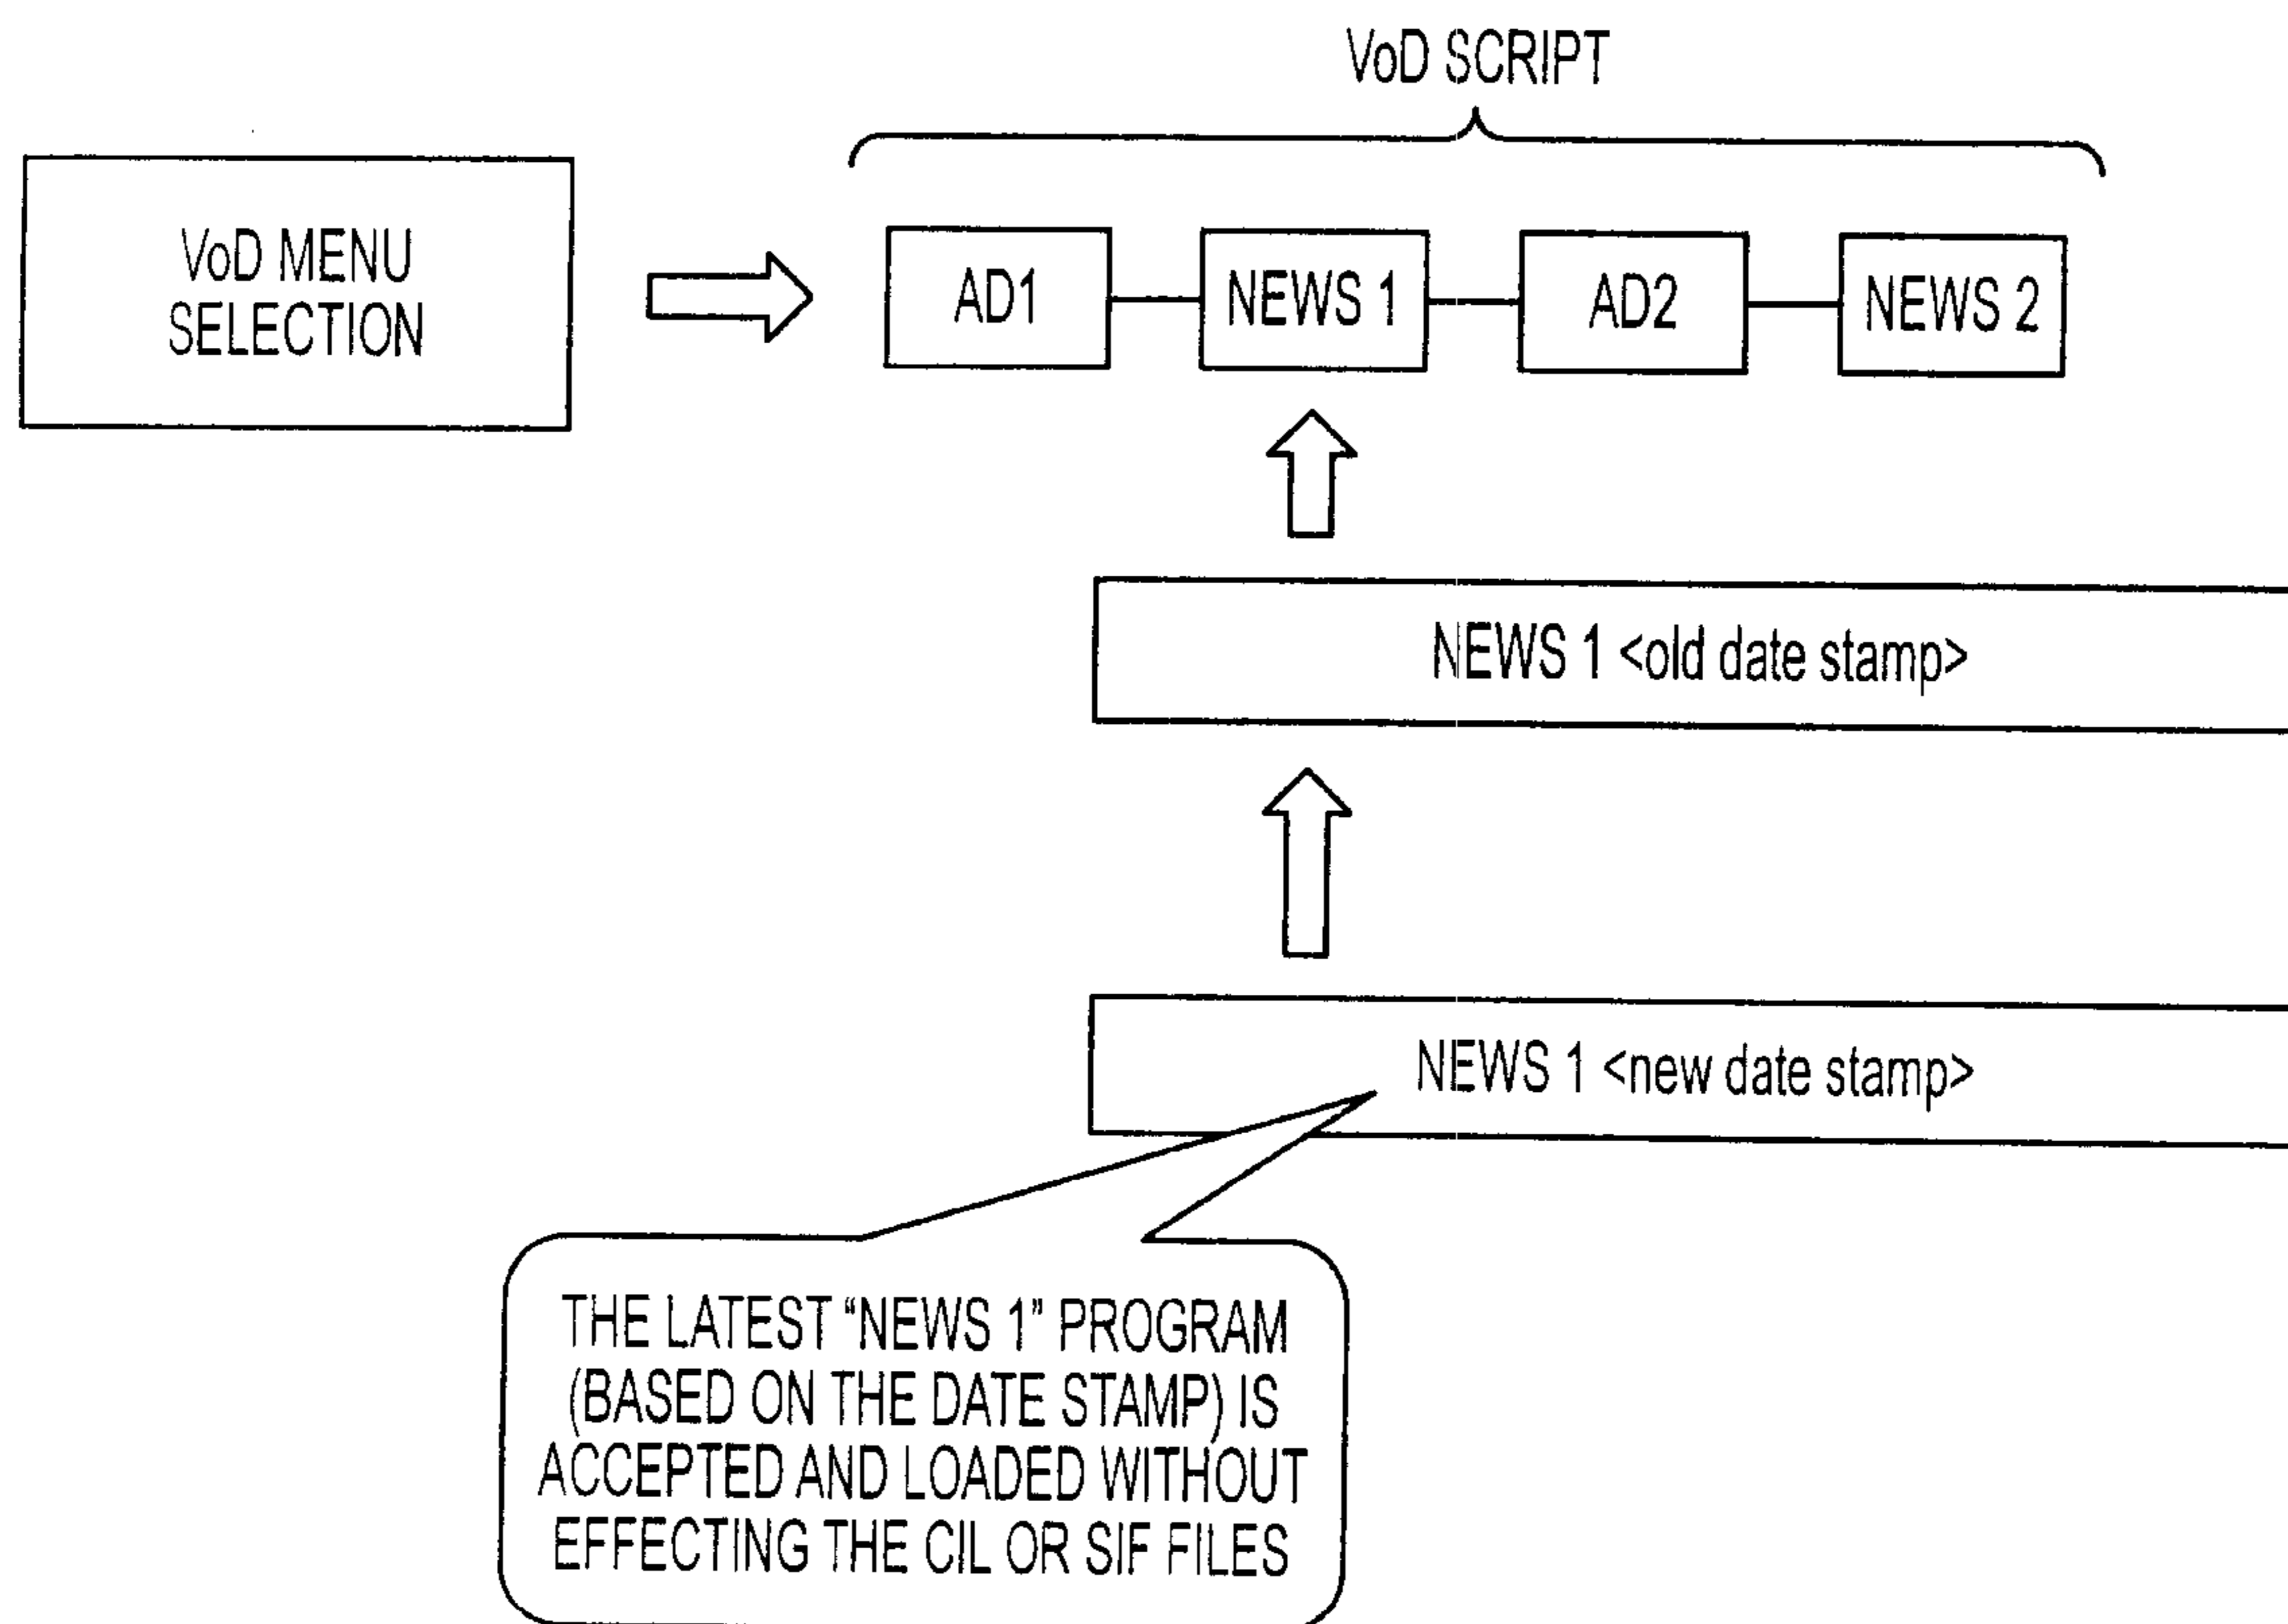 VoD SCRIPT
VoD MENU
SELECTION
AD1
NEWS 1
AD2
NEWS 2
NEWS 1 <old date stamp>
NEWS 1 <new date stamp>
THE LATEST “NEWS 1” PROGRAM
(BASED ON THE DATE STAMP) IS
ACCEPTED AND LOADED WITHOUT
EFFECTING THE CIL OR SIF FILES